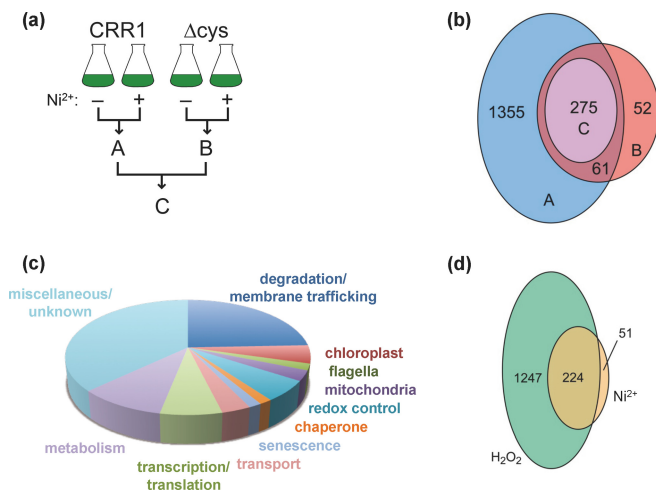 (a)
CRR1 Δcys
Ni²⁺: − + − +
A B
C
(b)
1355
275
C
52
B
61
A
(c)
degradation/
membrane trafficking
miscellaneous/
unknown
chloroplast
flagella
mitochondria
redox control
chaperone
senescence
metabolism
transport
transcription/
translation
(d)
51
1247
224
Ni²⁺
H₂O₂